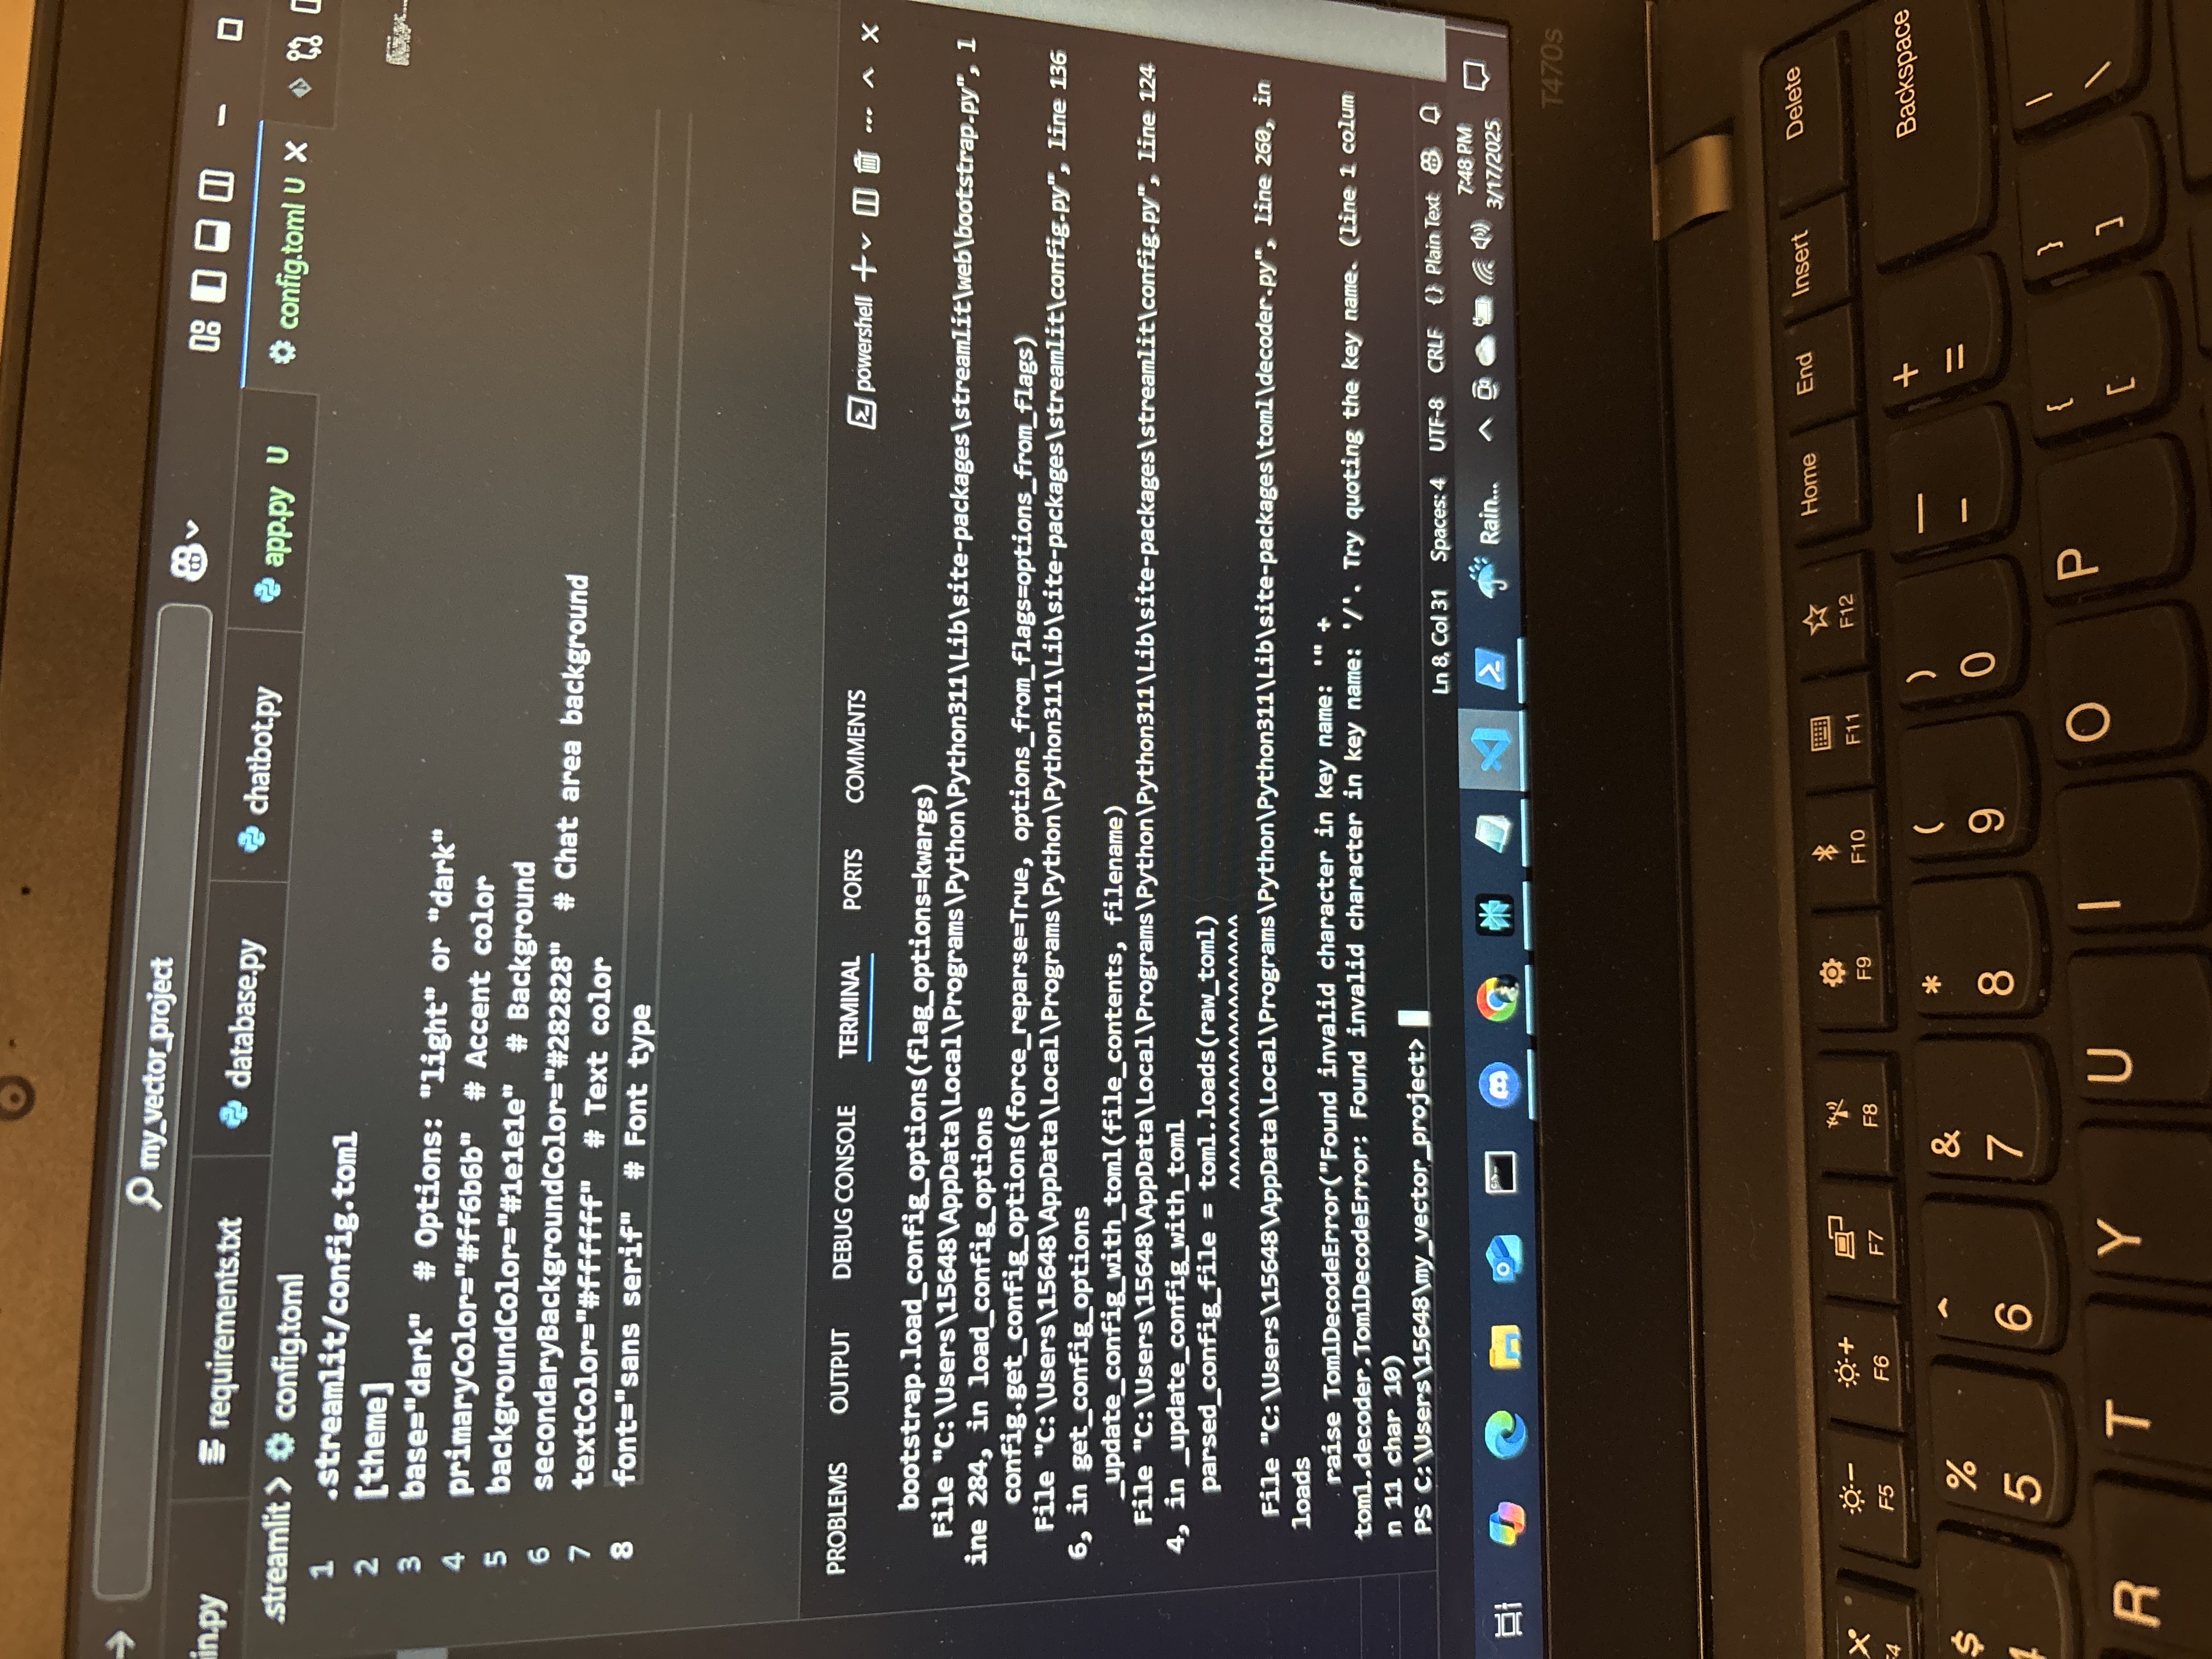 my_vector_project
in.py
requirements.txt
database.py
chatbot.py
app.py U
config.toml U
.streamlit > config.toml
1 .streamlit/config.toml
2 [theme]
3 base="dark"  # Options: "light" or "dark"
4 primaryColor="#ff6b6b"  # Accent color
5 backgroundColor="#1e1e1e"  # Background
6 secondaryBackgroundColor="#282828"  # Chat area background
7 textColor="#ffffff"  # Text color
8 font="sans serif"  # Font type
PROBLEMS OUTPUT DEBUG CONSOLE TERMINAL PORTS COMMENTS
powershell
bootstrap.load_config_options(flag_options=kwargs)
File "C:\Users\15648\AppData\Local\Programs\Python\Python311\Lib\site-packages\streamlit\web\bootstrap.py", l
ine 284, in load_config_options
config.get_config_options(force_reparse=True, options_from_flags=options_from_flags)
File "C:\Users\15648\AppData\Local\Programs\Python\Python311\Lib\site-packages\streamlit\config.py", line 136
6, in get_config_options
_update_config_with_toml(file_contents, filename)
File "C:\Users\15648\AppData\Local\Programs\Python\Python311\Lib\site-packages\streamlit\config.py", line 124
4, in _update_config_with_toml
parsed_config_file = toml.loads(raw_toml)
^^^^^^^^^^^^^^^^^^^^
File "C:\Users\15648\AppData\Local\Programs\Python\Python311\Lib\site-packages\toml\decoder.py", line 260, in
loads
raise TomlDecodeError("Found invalid character in key name: '" +
toml.decoder.TomlDecodeError: Found invalid character in key name: '/'. Try quoting the key name. (line 1 colum
n 11 char 10)
PS C:\Users\15648\my_vector_project>
Ln 8, Col 31 Spaces: 4 UTF-8 CRLF {} Plain Text
Rain...
7:48 PM
3/17/2025
T470s
F4 F5 F6 F7 F8 F9 F10 F11 F12 Home End Insert Delete
$ % ^ & * ( ) — +
4 5 6 7 8 9 0 - = Backspace
R T Y U I O P { [ } ] | \